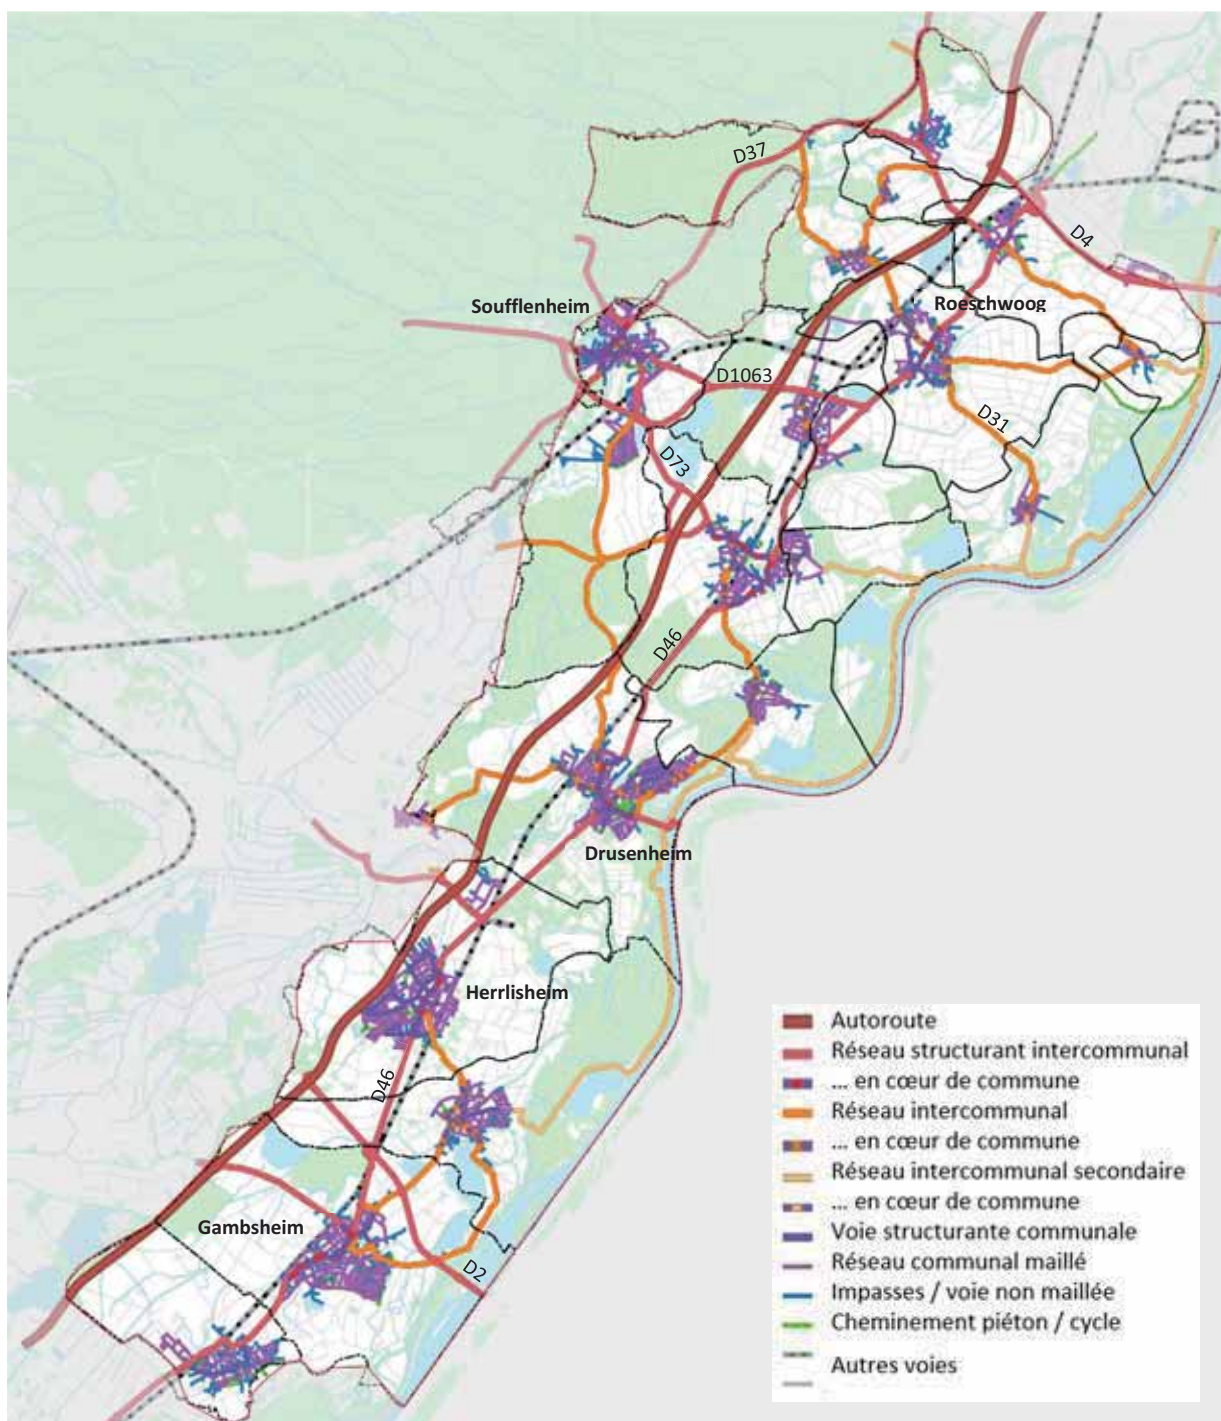 D37
D4
Soufflenheim
Roeschwoog
D1063
D31
D73
D46
Drusenheim
Herrlisheim
D46
Gambsheim
D2
Autoroute
Réseau structurant intercommunal
... en cœur de commune
Réseau intercommunal
... en cœur de commune
Réseau intercommunal secondaire
... en cœur de commune
Voie structurante communale
Réseau communal maillé
Impasses / voie non maillée
Cheminement piéton / cycle
Autres voies